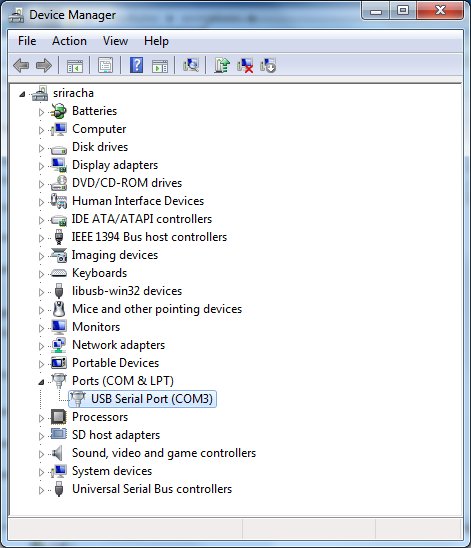 Device Manager
File Action View Help
sriracha
Batteries
Computer
Disk drives
Display adapters
DVD/CD-ROM drives
Human Interface Devices
IDE ATA/ATAPI controllers
IEEE 1394 Bus host controllers
Imaging devices
Keyboards
libusb-win32 devices
Mice and other pointing devices
Monitors
Network adapters
Portable Devices
Ports (COM & LPT)
USB Serial Port (COM3)
Processors
SD host adapters
Sound, video and game controllers
System devices
Universal Serial Bus controllers